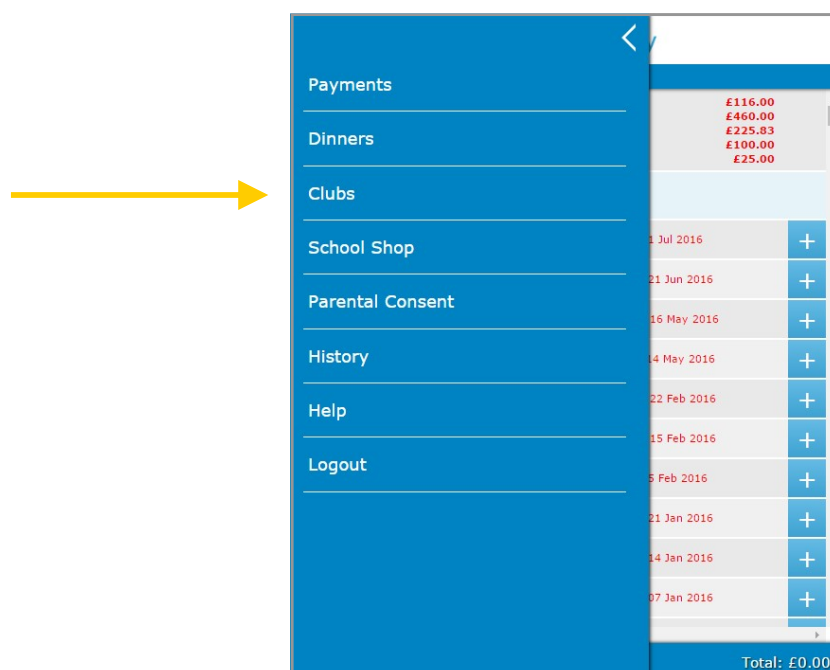 Payments
Dinners
Clubs
School Shop
Parental Consent
History
Help
Logout
y
£116.00
£460.00
£225.83
£100.00
£25.00
1 Jul 2016 +
21 Jun 2016 +
16 May 2016 +
14 May 2016 +
22 Feb 2016 +
15 Feb 2016 +
5 Feb 2016 +
21 Jan 2016 +
14 Jan 2016 +
07 Jan 2016 +
Total: £0.00